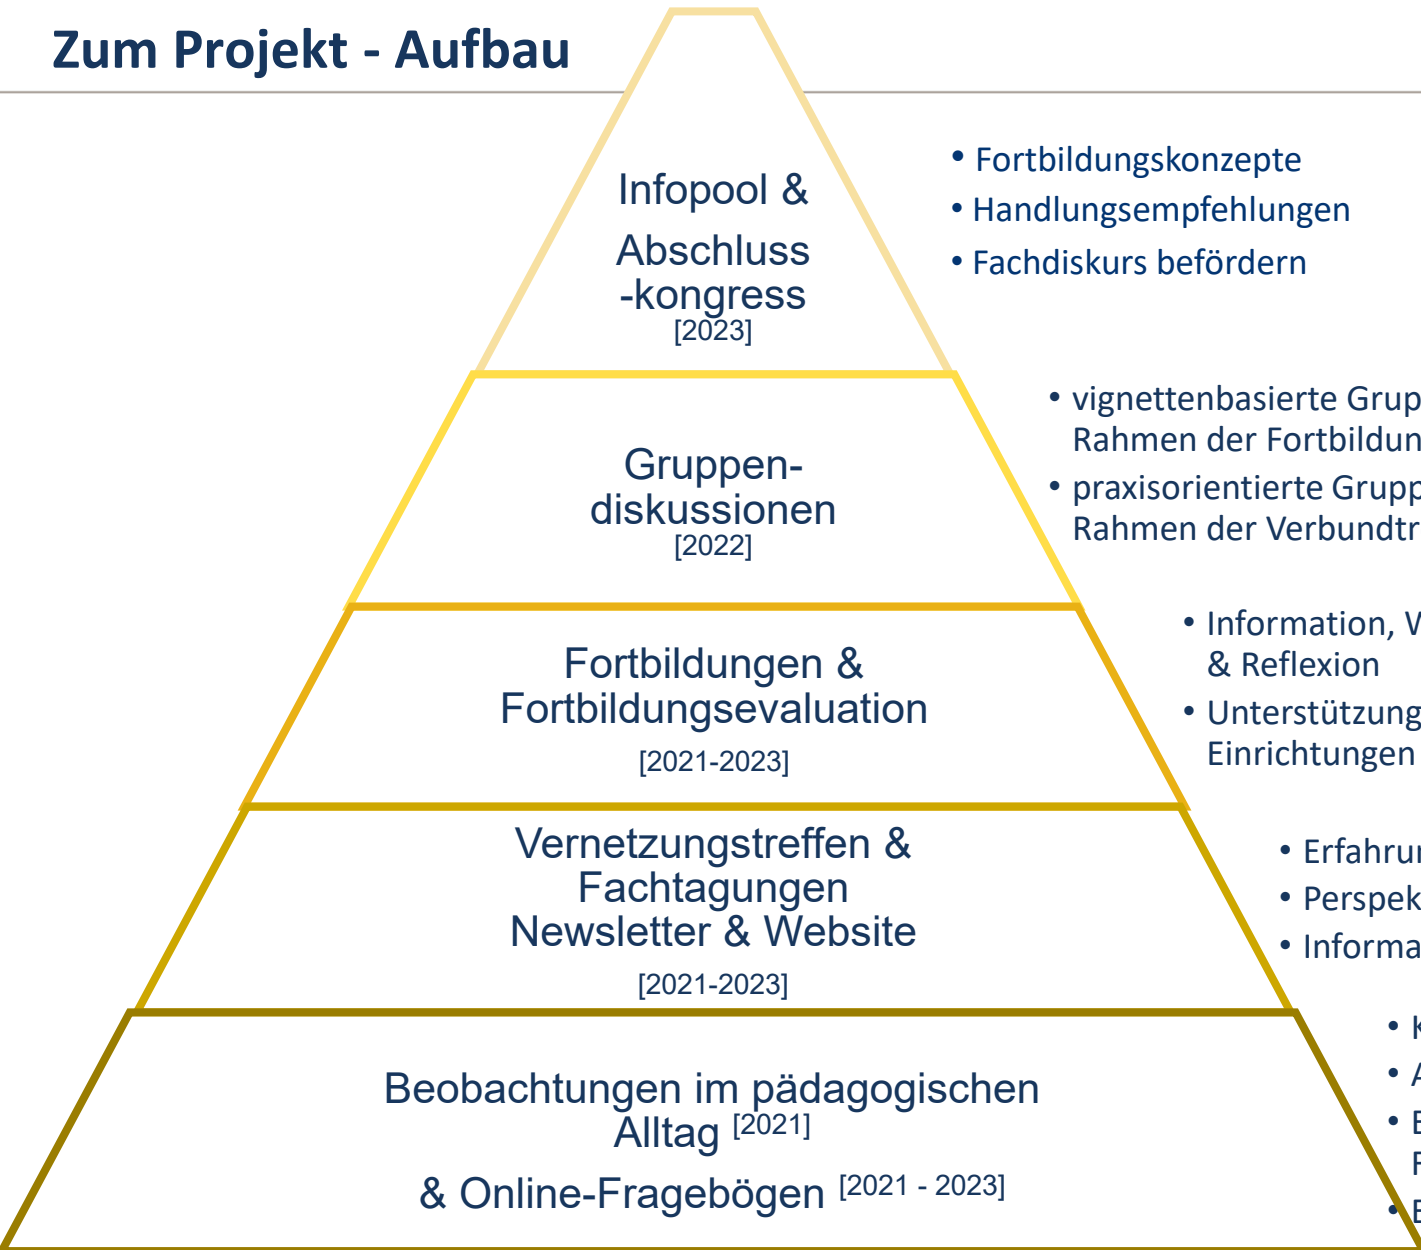 Zum Projekt - Aufbau
Infopool &
Abschluss
-kongress
[2023]
• Fortbildungskonzepte
• Handlungsempfehlungen
• Fachdiskurs befördern
Gruppen-
diskussionen
[2022]
• vignettenbasierte
Rahmen der
• praxisorientierte
Rahmen der
Fortbildungen &
Fortbildungsevaluation
[2021-2023]
• Information,
& Reflexion
• Unterstützung
Einrichtungen
Vernetzungstreffen &
Fachtagungen
Newsletter & Website
[2021-2023]
Beobachtungen im pädagogischen
Alltag [2021]
& Online-Fragebögen [2021 - 2023]